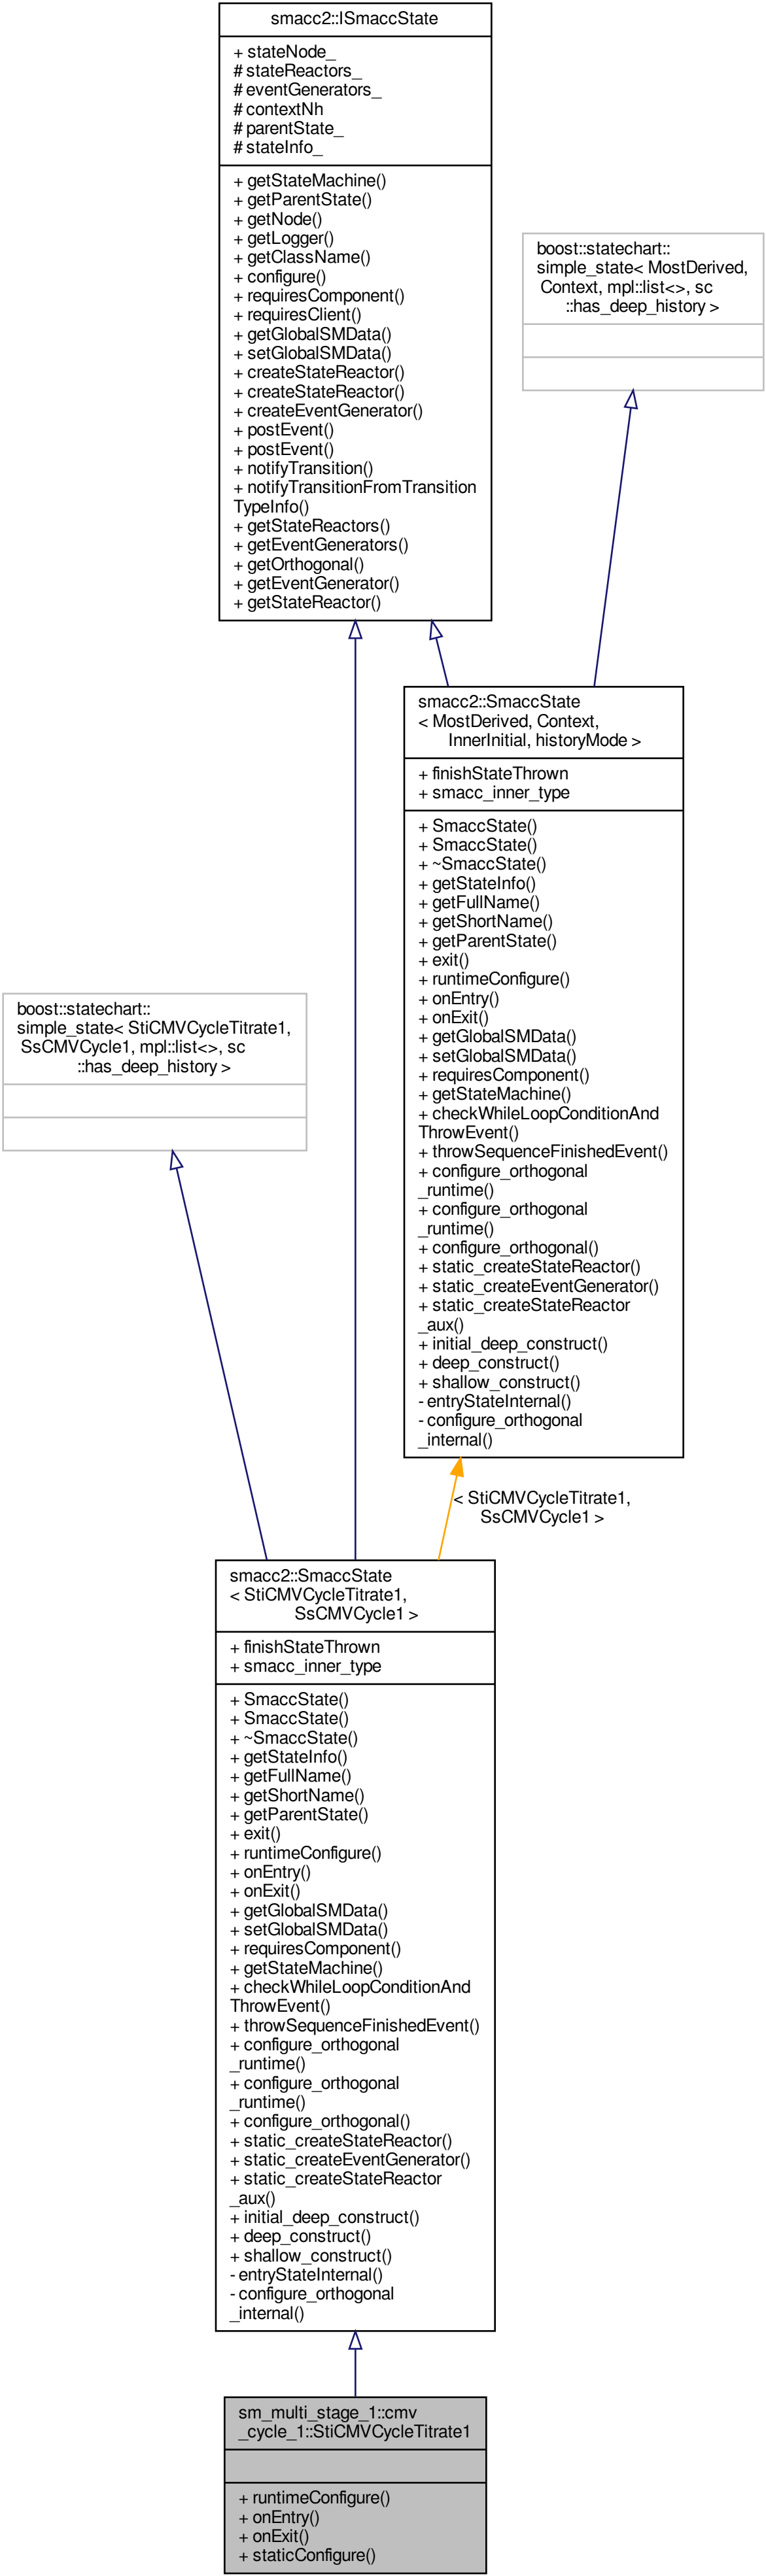 smacc2::ISmaccState
+ stateNode_
# stateReactors_
# eventGenerators_
# contextNh
# parentState_
# stateInfo_
+ getStateMachine()
+ getParentState()
+ getNode()
+ getLogger()
+ getClassName()
+ configure()
+ requiresComponent()
+ requiresClient()
+ getGlobalSMData()
+ setGlobalSMData()
+ createStateReactor()
+ createStateReactor()
+ createEventGenerator()
+ postEvent()
+ postEvent()
+ notifyTransition()
+ notifyTransitionFromTransition
TypeInfo()
+ getStateReactors()
+ getEventGenerators()
+ getOrthogonal()
+ getEventGenerator()
+ getStateReactor()
boost::statechart::
simple_state< MostDerived,
Context, mpl::list<>, sc
::has_deep_history >
smacc2::SmaccState
< MostDerived, Context,
InnerInitial, historyMode >
+ finishStateThrown
+ smacc_inner_type
+ SmaccState()
+ SmaccState()
+ ~SmaccState()
+ getStateInfo()
+ getFullName()
+ getShortName()
+ getParentState()
+ exit()
+ runtimeConfigure()
+ onEntry()
+ onExit()
+ getGlobalSMData()
+ setGlobalSMData()
+ requiresComponent()
+ getStateMachine()
+ checkWhileLoopConditionAnd
ThrowEvent()
+ throwSequenceFinishedEvent()
+ configure_orthogonal
_runtime()
+ configure_orthogonal
_runtime()
+ configure_orthogonal()
+ static_createStateReactor()
+ static_createEventGenerator()
+ static_createStateReactor
_aux()
+ initial_deep_construct()
+ deep_construct()
+ shallow_construct()
- entryStateInternal()
- configure_orthogonal
_internal()
boost::statechart::
simple_state< StiCMVCycleTitrate1,
SsCMVCycle1, mpl::list<>, sc
::has_deep_history >
< StiCMVCycleTitrate1,
SsCMVCycle1 >
smacc2::SmaccState
< StiCMVCycleTitrate1,
SsCMVCycle1 >
+ finishStateThrown
+ smacc_inner_type
+ SmaccState()
+ SmaccState()
+ ~SmaccState()
+ getStateInfo()
+ getFullName()
+ getShortName()
+ getParentState()
+ exit()
+ runtimeConfigure()
+ onEntry()
+ onExit()
+ getGlobalSMData()
+ setGlobalSMData()
+ requiresComponent()
+ getStateMachine()
+ checkWhileLoopConditionAnd
ThrowEvent()
+ throwSequenceFinishedEvent()
+ configure_orthogonal
_runtime()
+ configure_orthogonal
_runtime()
+ configure_orthogonal()
+ static_createStateReactor()
+ static_createEventGenerator()
+ static_createStateReactor
_aux()
+ initial_deep_construct()
+ deep_construct()
+ shallow_construct()
- entryStateInternal()
- configure_orthogonal
_internal()
sm_multi_stage_1::cmv
_cycle_1::StiCMVCycleTitrate1
+ runtimeConfigure()
+ onEntry()
+ onExit()
+ staticConfigure()